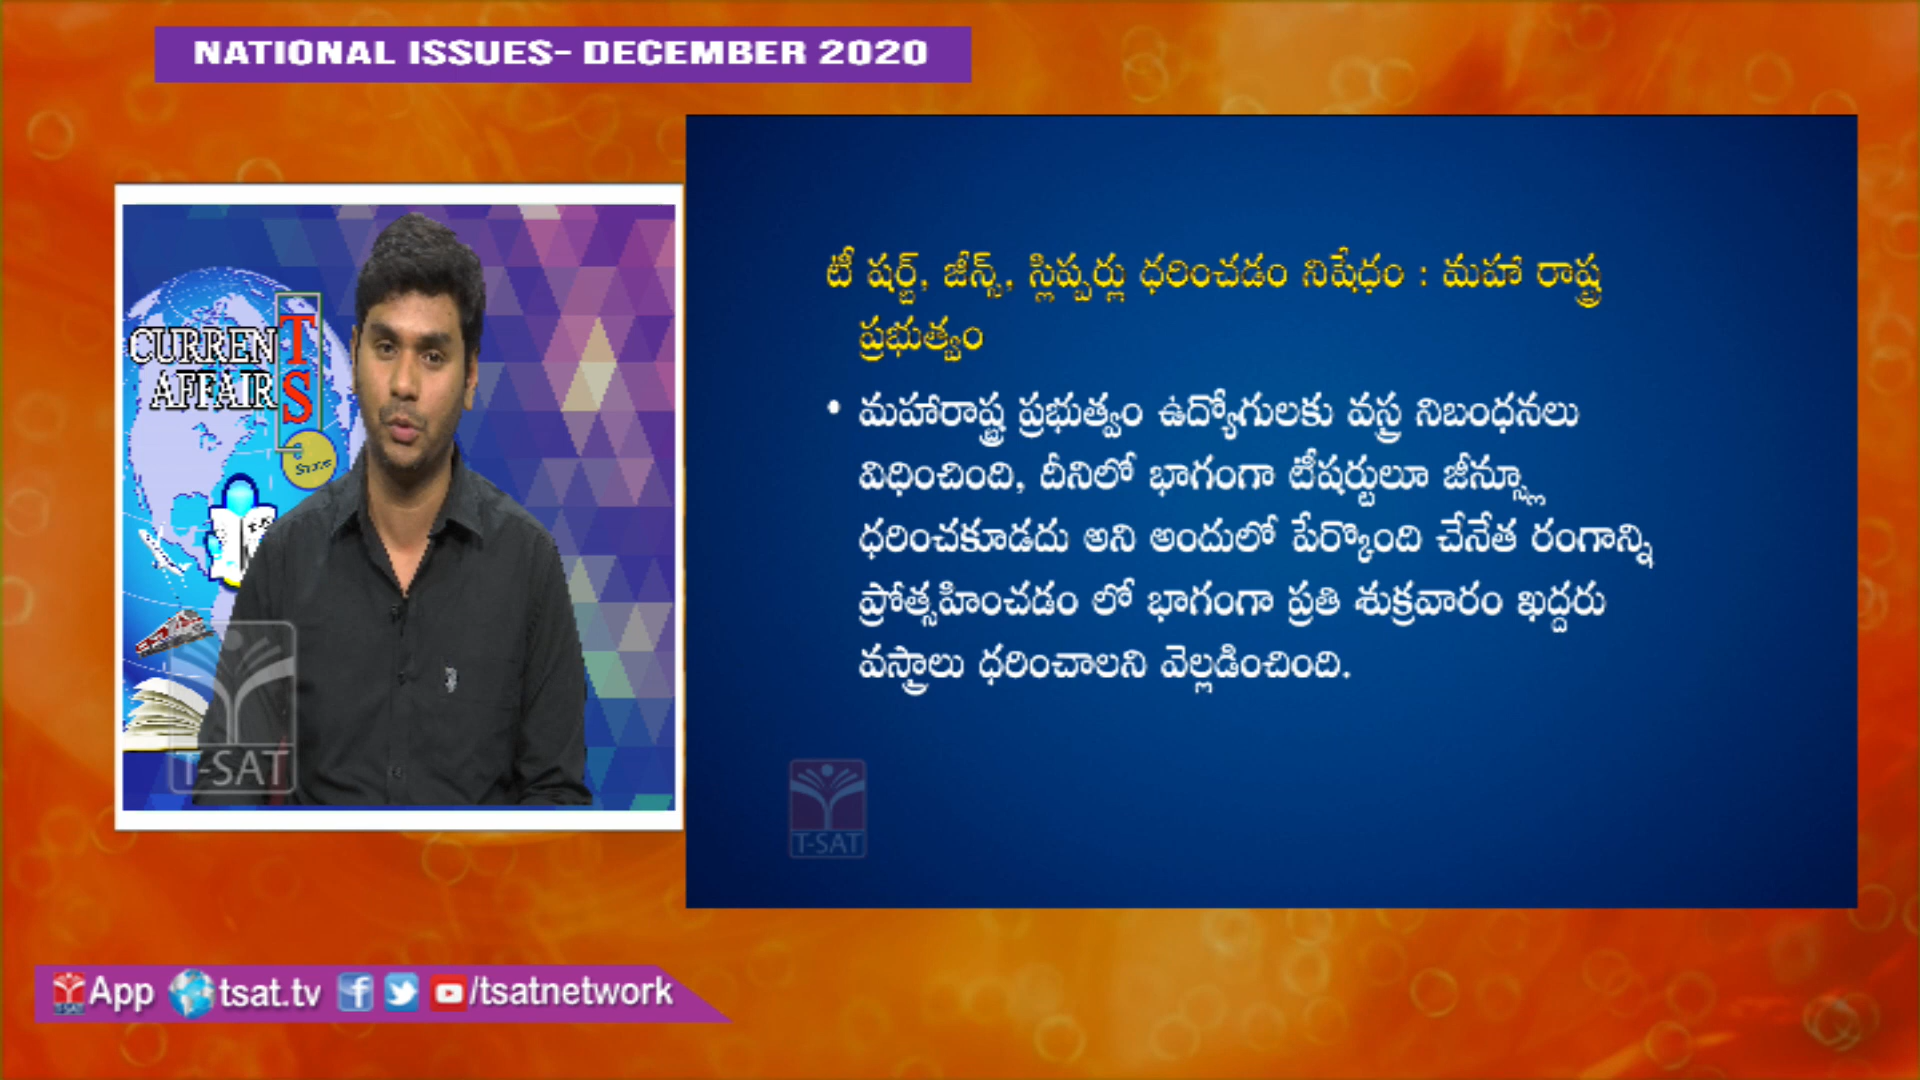 NATIONAL ISSUES- DECEMBER 2020
టీ షర్ట్, జీన్స్, స్లిప్పర్లు ధరించడం నిషేధం : మహా రాష్ట్ర
ప్రభుత్వం
• మహారాష్ట్ర ప్రభుత్వం ఉద్యోగులకు వస్త్ర నిబంధనలు
విధించింది, దీనిలో భాగంగా టీషర్టులూ జీన్స్లూ
ధరించకూడదు అని అందులో పేర్కొంది చేనేత రంగాన్ని
ప్రోత్సహించడం లో భాగంగా ప్రతి శుక్రవారం ఖద్దరు
వస్త్రాలు ధరించాలని వెల్లడించింది.
CURRENT
AFFAIRS
State
T-SAT
T-SAT
App tsat.tv /tsatnetwork